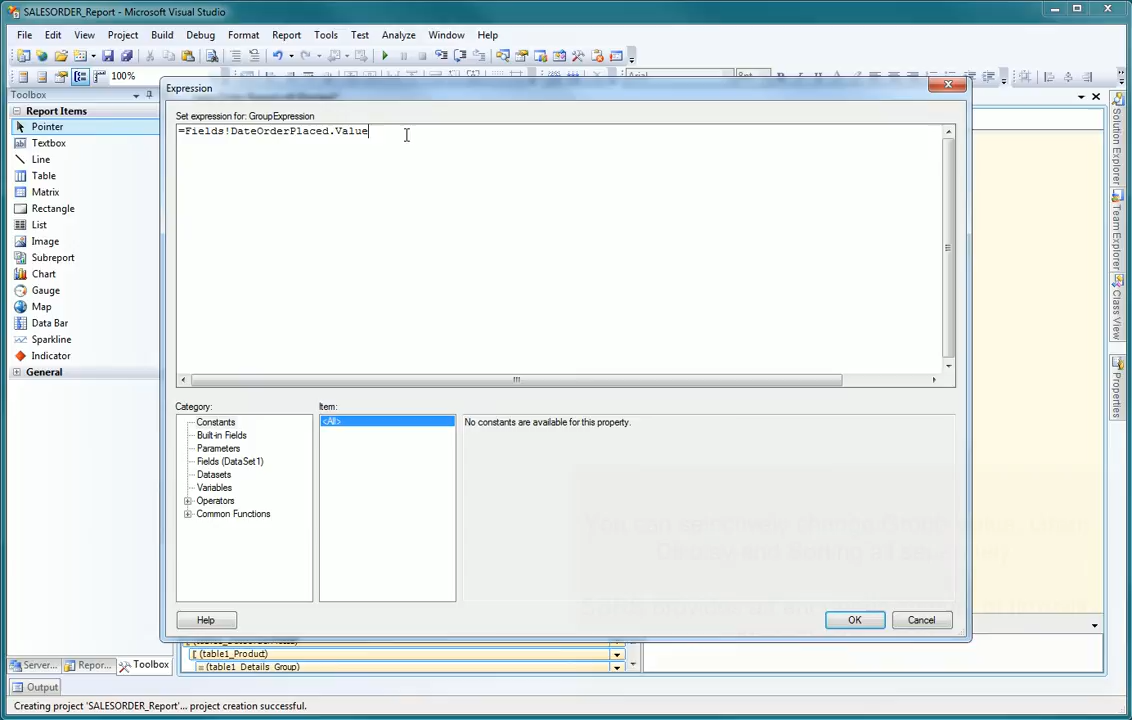 SALESORDER_Report - Microsoft Visual Studio
File Edit View Project Build Debug Format Report Tools Test Analyze Window Help
100%
Toolbox
Report Items
Pointer
Textbox
Line
Table
Matrix
Rectangle
List
Image
Subreport
Chart
Gauge
Map
Data Bar
Sparkline
Indicator
General
Expression
Set expression for: GroupExpression
=Fields!DateOrderPlaced.Value
Category:
Constants
Built-in Fields
Parameters
Fields (DataSet1)
Datasets
Variables
Operators
Common Functions
Item:
<All>
No constants are available for this property.
Help
OK
Cancel
Solution Explorer
Team Explorer
Class View
Properties
(table1_Product)
(table1_Details_Group)
Server... Repor... Toolbox
Output
Creating project 'SALESORDER_Report'... project creation successful.